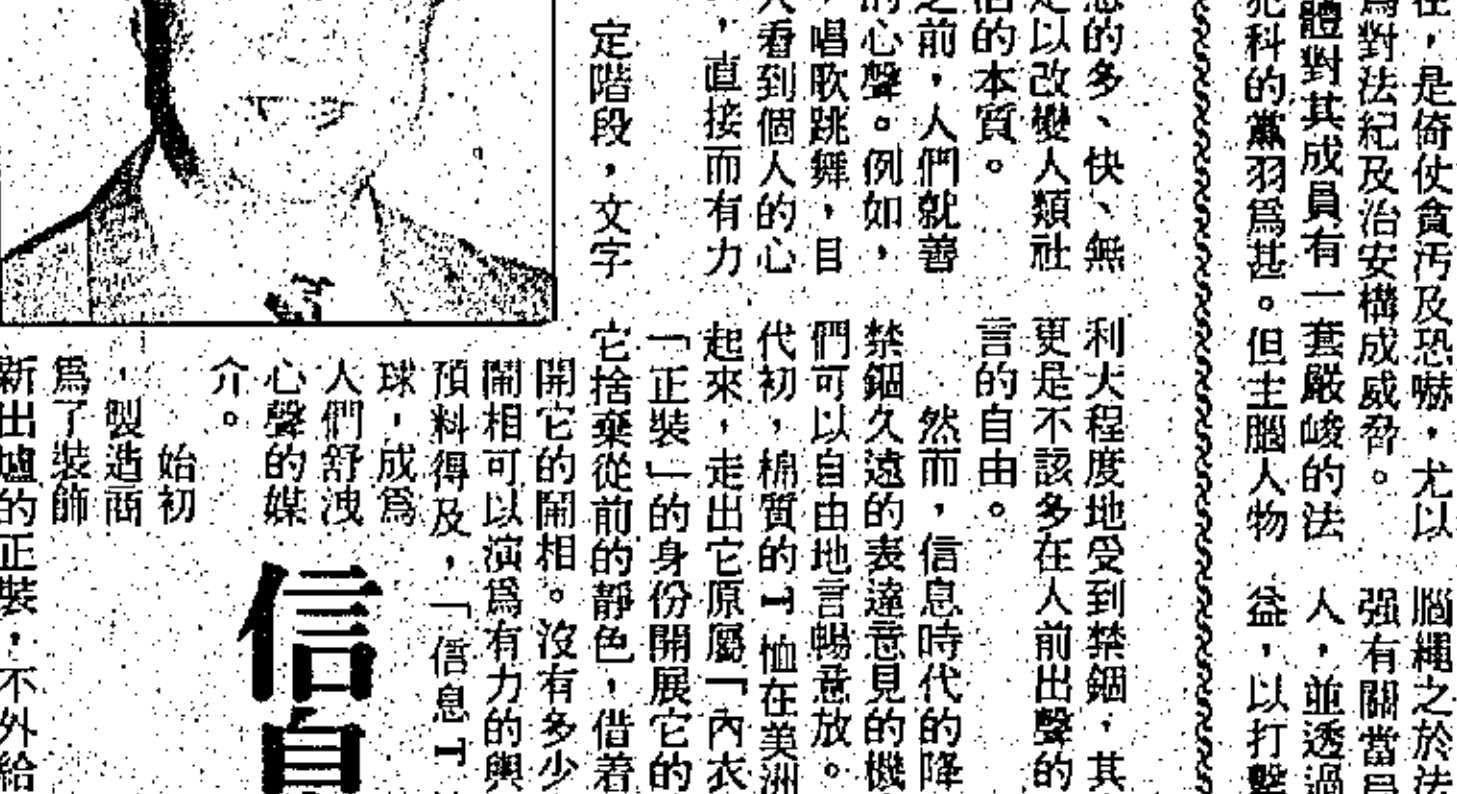 在，是倚仗貪污及恐嚇，尤以
爲對法紀及治安構成威脅。
體對其成員有一套嚴峻的法
犯科的黨羽爲甚。但主腦人物
腦繩之於法
强有關當局
人，並透過
益，以打擊
息的多、快、無
足以改變人類社
活的本質。
之前，人們就善
的心聲。例如，
，唱歌跳舞，目
人看到個人的心
，直接而有力
定階段，文字
利大程度地受到禁錮，其
更是不該多在人前出聲的
言的自由。
然而，信息時代的降
禁錮久遠的表達意見的機
們可以自由地言暢意放。
代初，棉質的T恤在美洲
起來，走出它原屬「內衣
「正裝」的身份開展它的
它捨棄從前的靜色，借着
開它的鬧相。沒有多少
鬧相可以演爲有力的輿
預料得及，「信息T
球，成爲
人們舒洩
心聲的媒
介。
信
始初
，製造商
爲了裝飾
新出爐的正裝，不外給